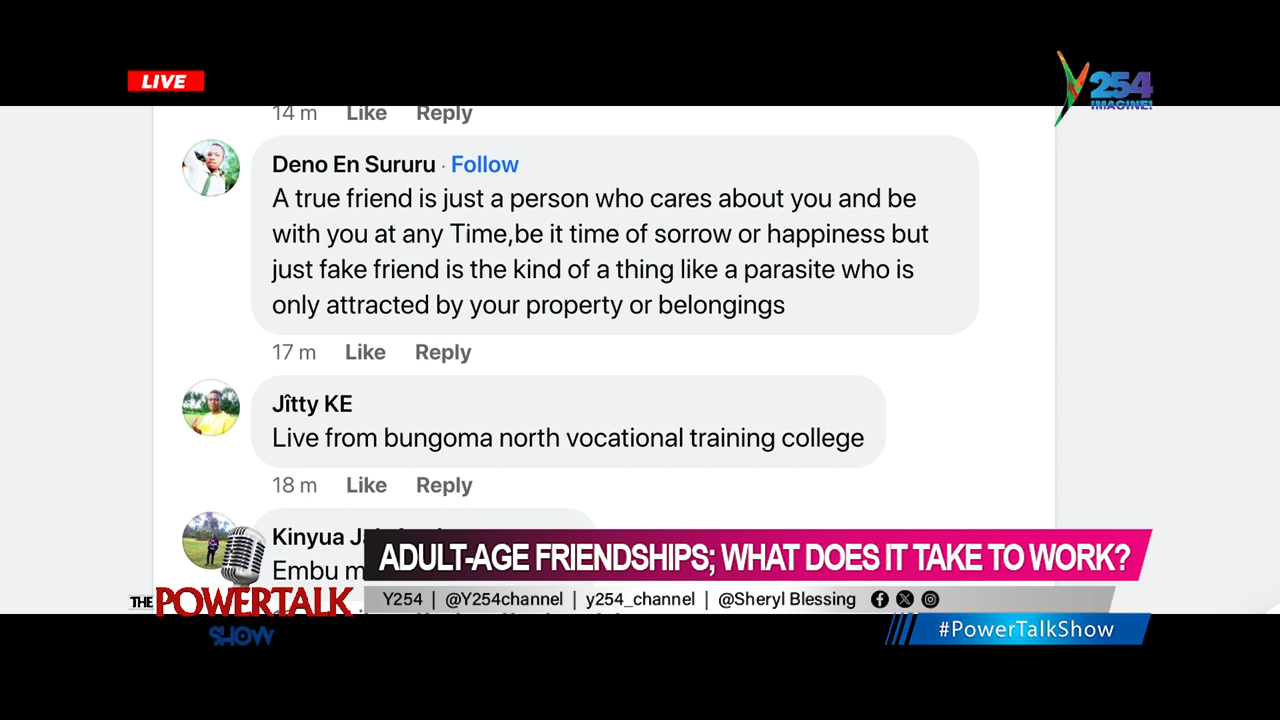 LIVE
254
IMAGINE!
14 m Like Reply
Deno En Sururu · Follow
A true friend is just a person who cares about you and be
with you at any Time,be it time of sorrow or happiness but
just fake friend is the kind of a thing like a parasite who is
only attracted by your property or belongings
17 m Like Reply
Jîtty KE
Live from bungoma north vocational training college
18 m Like Reply
Kinyua
Embu
ADULT-AGE FRIENDSHIPS; WHAT DOES IT TAKE TO WORK?
THE POWERTALK
SHOW
Y254 | @Y254channel | y254_channel | @Sheryl Blessing
#PowerTalkShow